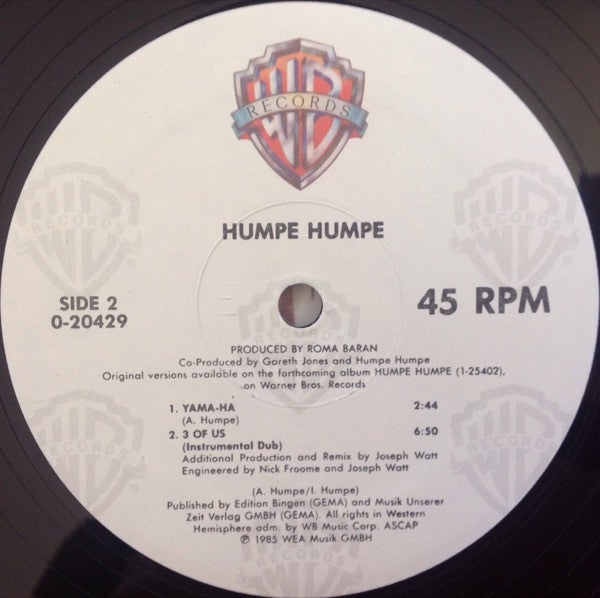 WB
RECORDS
HUMPE HUMPE
SIDE 2
0-20429
45 RPM
PRODUCED BY ROMA BARAN
Co-Produced by Gareth Jones and Humpe Humpe
Original versions available on the forthcoming album HUMPE HUMPE (1-25402),
on Warner Bros. Records
1. YAMA-HA 2:44
(A. Humpe)
2. 3 OF US 6:50
(Instrumental Dub)
Additional Production and Remix by Joseph Watt
Engineered by Nick Froome and Joseph Watt
(A. Humpe/I. Humpe)
Published by Edition Bingen (GEMA) and Musik Unserer
Zeit Verlag GMBH (GEMA). All rights in Western
Hemisphere adm. by WB Music Corp. ASCAP
℗ 1985 WEA Musik GMBH